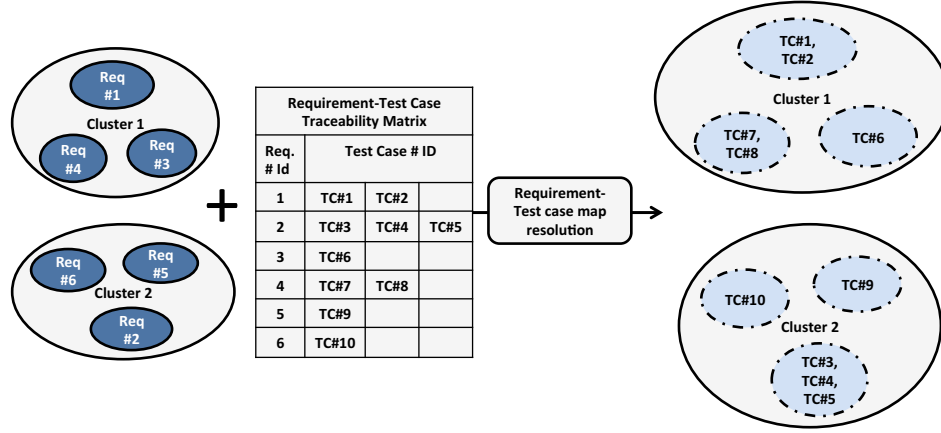 Req
#1
Cluster 1
Req
#4
Req
#3
Req
#6
Req
#5
Cluster 2
Req
#2
+
Requirement-Test Case
Traceability Matrix
Req.
# Id
Test Case # ID
1 TC#1 TC#2
2 TC#3 TC#4 TC#5
3 TC#6
4 TC#7 TC#8
5 TC#9
6 TC#10
Requirement-
Test case map
resolution
TC#1,
TC#2
Cluster 1
TC#7,
TC#8
TC#6
TC#10
TC#9
Cluster 2
TC#3,
TC#4,
TC#5